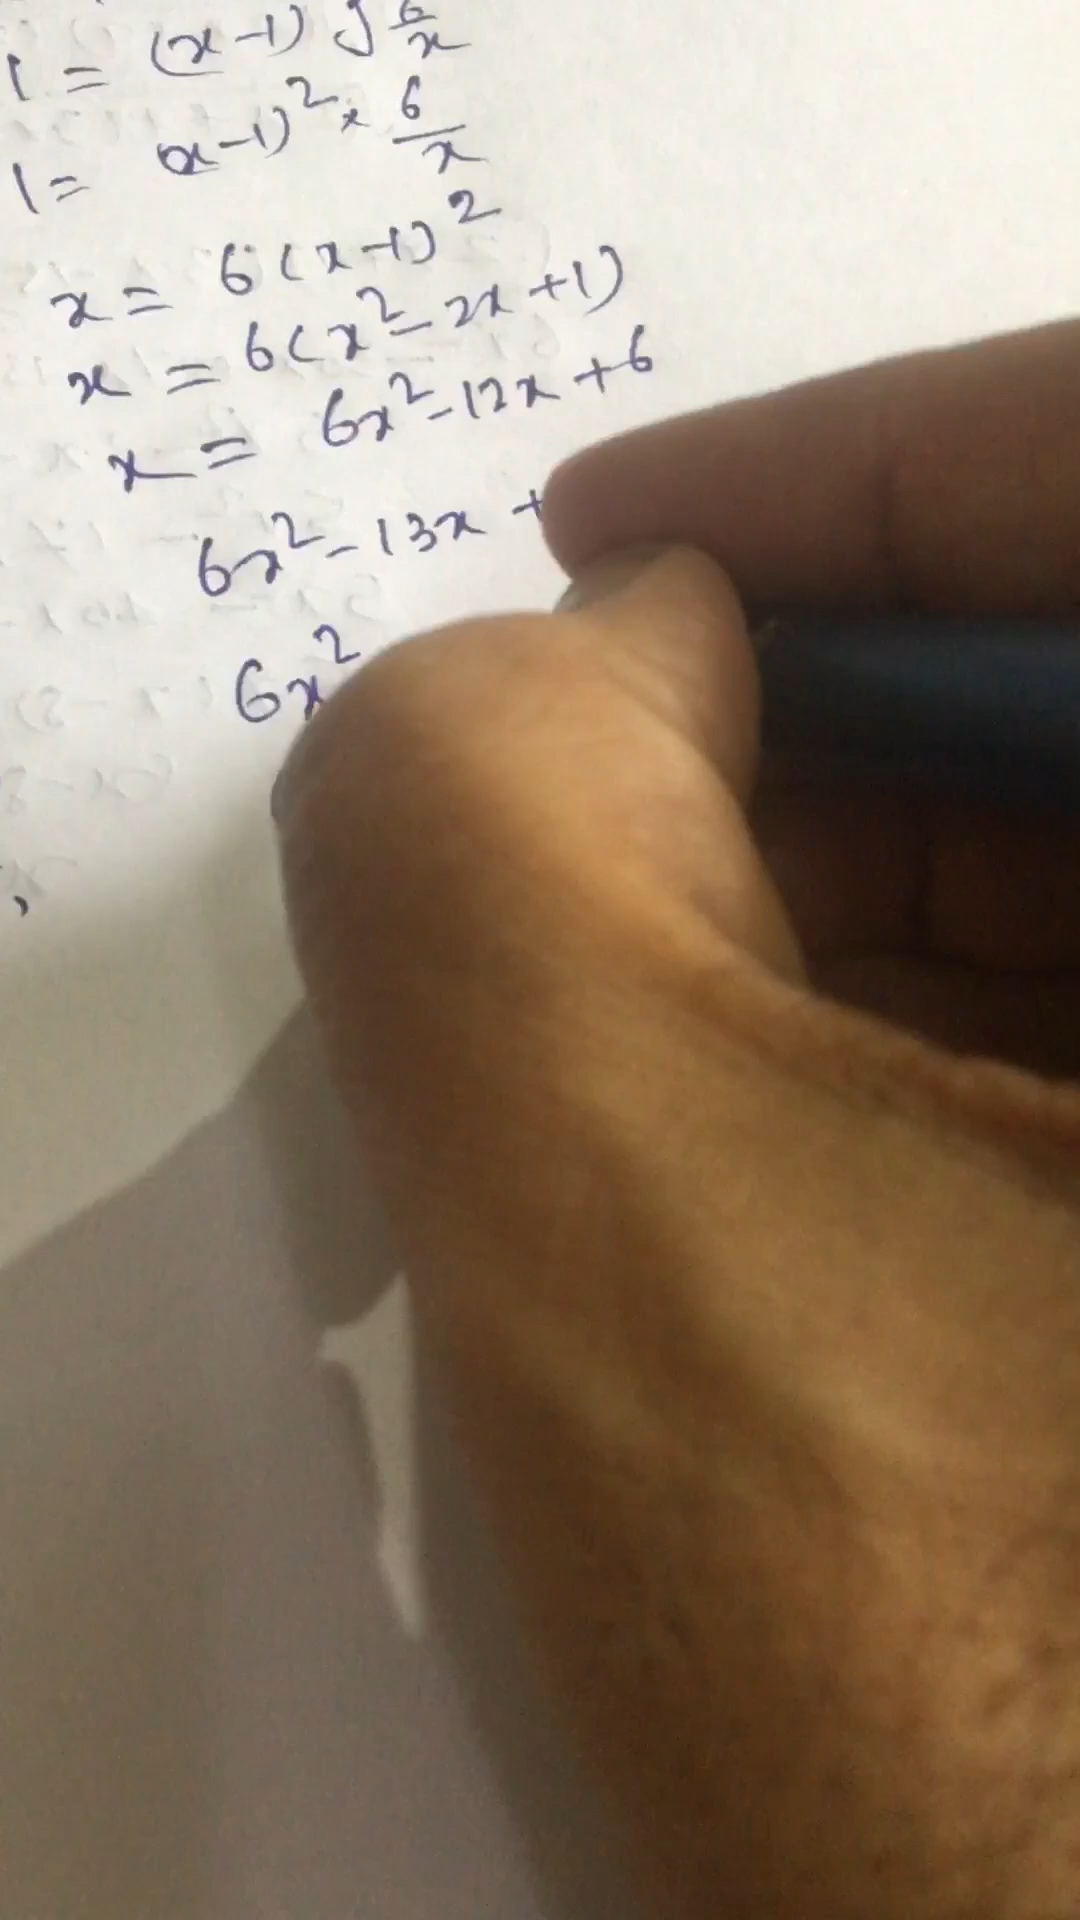 1 = (x-1) √6/x
1 = (x-1)² × 6/x
x = 6(x-1)²
x = 6(x²-2x+1)
x = 6x²-12x+6
6x²-13x +
6x²